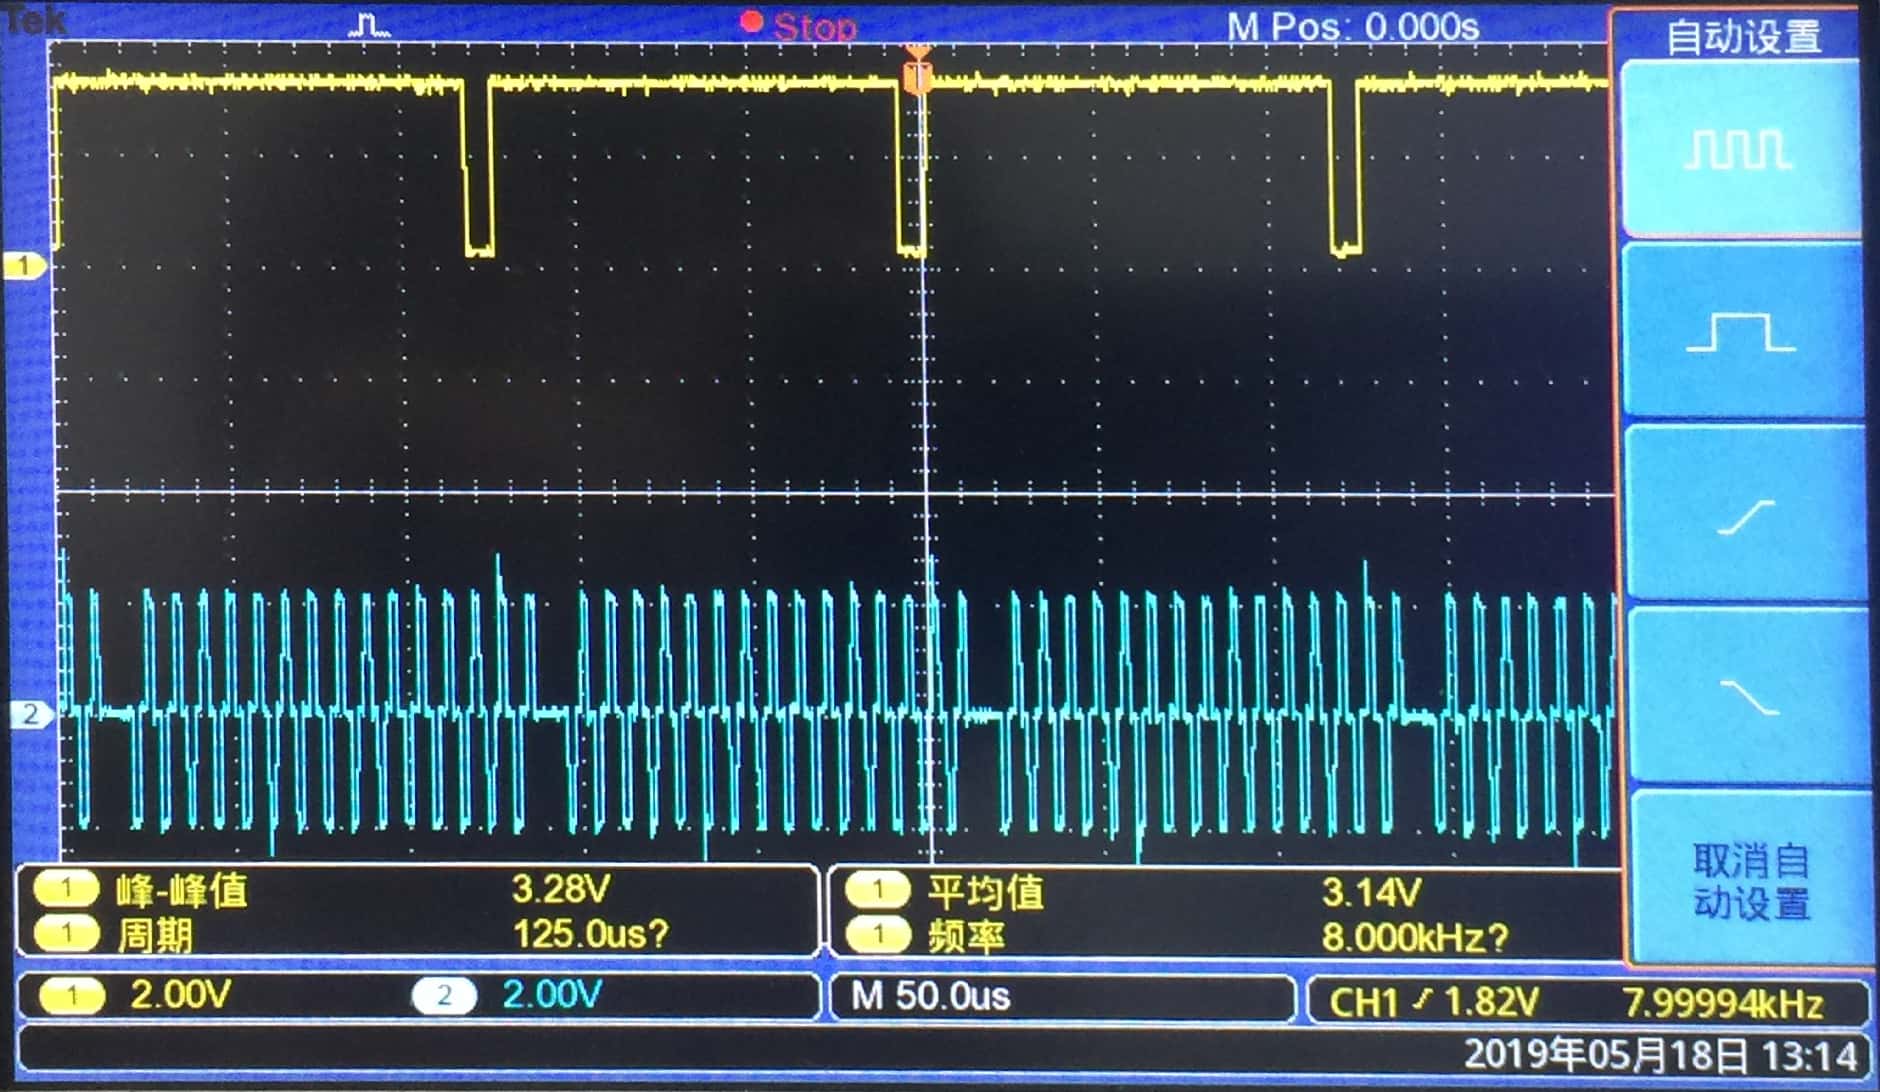 Tek
Stop
M Pos: 0.000s
自动设置
1
2
1 峰-峰值 3.28V
1 平均值 3.14V
1 周期 125.0us?
1 频率 8.000kHz?
取消自
动设置
1 2.00V 2 2.00V M 50.0us CH1 1.82V 7.99994kHz
2019年05月18日 13:14